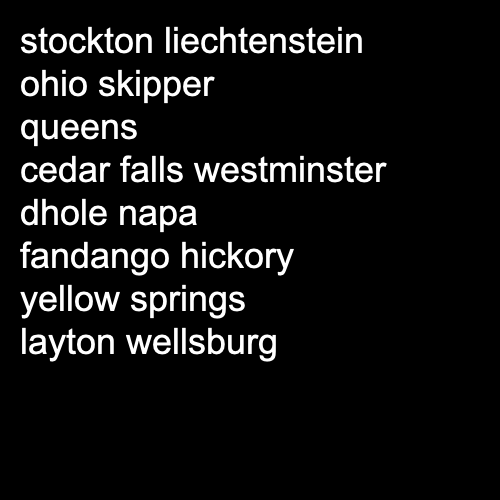 stockton liechtenstein
ohio skipper
queens
cedar falls westminster
dhole napa
fandango hickory
yellow springs
layton wellsburg